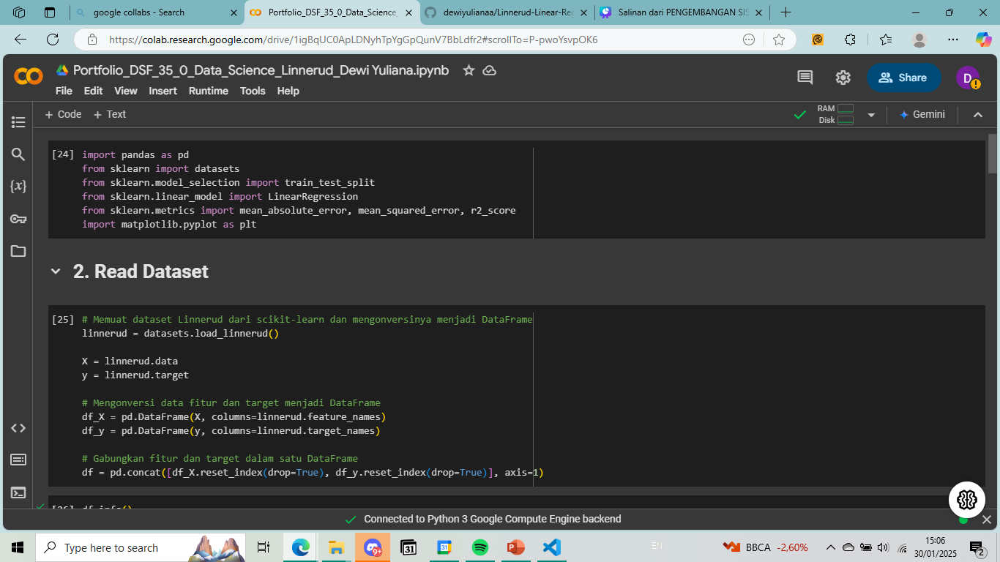 google collabs - Search
Portfolio_DSF_35_0_Data_Science_
dewiyulianaa/Linnerud-Linear-Reg
Salinan dari PENGEMBANGAN SIS
https://colab.research.google.com/drive/1igBqUC0ApLDNyhTpYgGpQunV7BbLdfr2#scrollTo=P-pwoYsvpOK6
Portfolio_DSF_35_0_Data_Science_Linnerud_Dewi Yuliana.ipynb
Share
D
File Edit View Insert Runtime Tools Help
+ Code + Text
RAM
Disk
Gemini
[24] import pandas as pd
from sklearn import datasets
from sklearn.model_selection import train_test_split
from sklearn.linear_model import LinearRegression
from sklearn.metrics import mean_absolute_error, mean_squared_error, r2_score
import matplotlib.pyplot as plt
2. Read Dataset
[25] # Memuat dataset Linnerud dari scikit-learn dan mengonversinya menjadi DataFrame
linnerud = datasets.load_linnerud()
X = linnerud.data
y = linnerud.target
# Mengonversi data fitur dan target menjadi DataFrame
df_X = pd.DataFrame(X, columns=linnerud.feature_names)
df_y = pd.DataFrame(y, columns=linnerud.target_names)
# Gabungkan fitur dan target dalam satu DataFrame
df = pd.concat([df_X.reset_index(drop=True), df_y.reset_index(drop=True)], axis=1)
[26] df.info()
Connected to Python 3 Google Compute Engine backend
Type here to search
9+
31
31
EN
BBCA -2,60%
15:06
30/01/2025
2